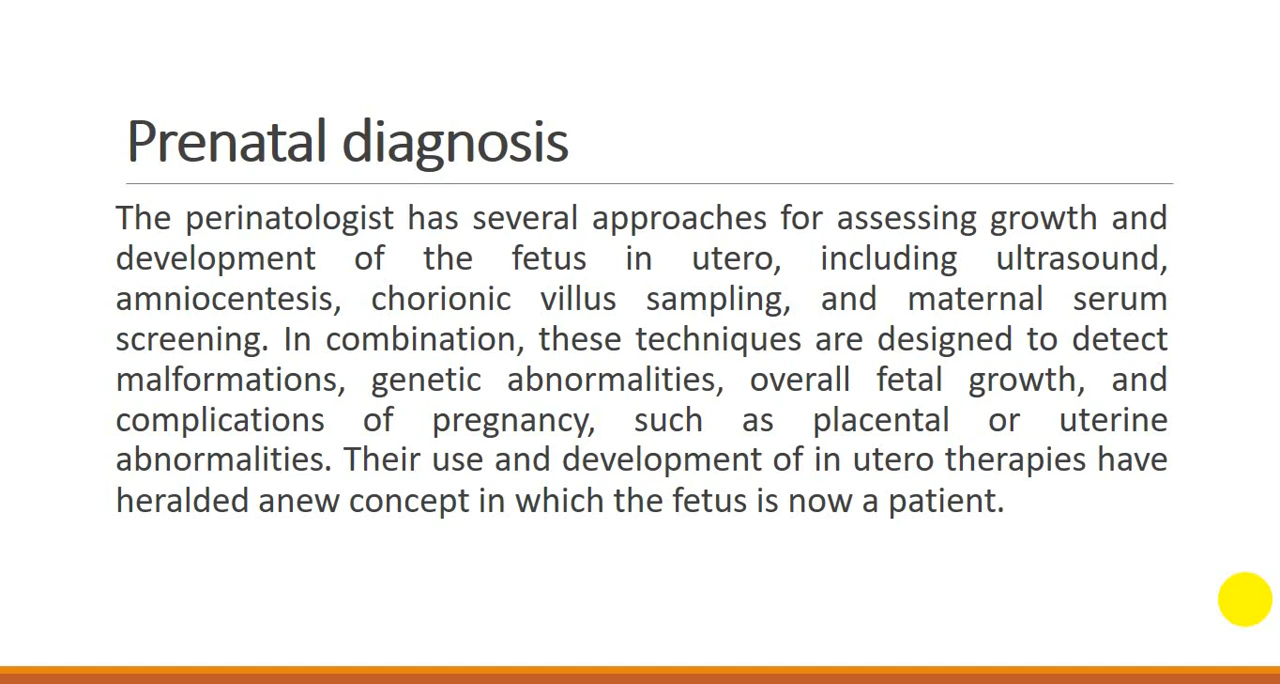 Prenatal diagnosis
The perinatologist has several approaches for assessing growth and
development of the fetus in utero, including ultrasound,
amniocentesis, chorionic villus sampling, and maternal serum
screening. In combination, these techniques are designed to detect
malformations, genetic abnormalities, overall fetal growth, and
complications of pregnancy, such as placental or uterine
abnormalities. Their use and development of in utero therapies have
heralded anew concept in which the fetus is now a patient.